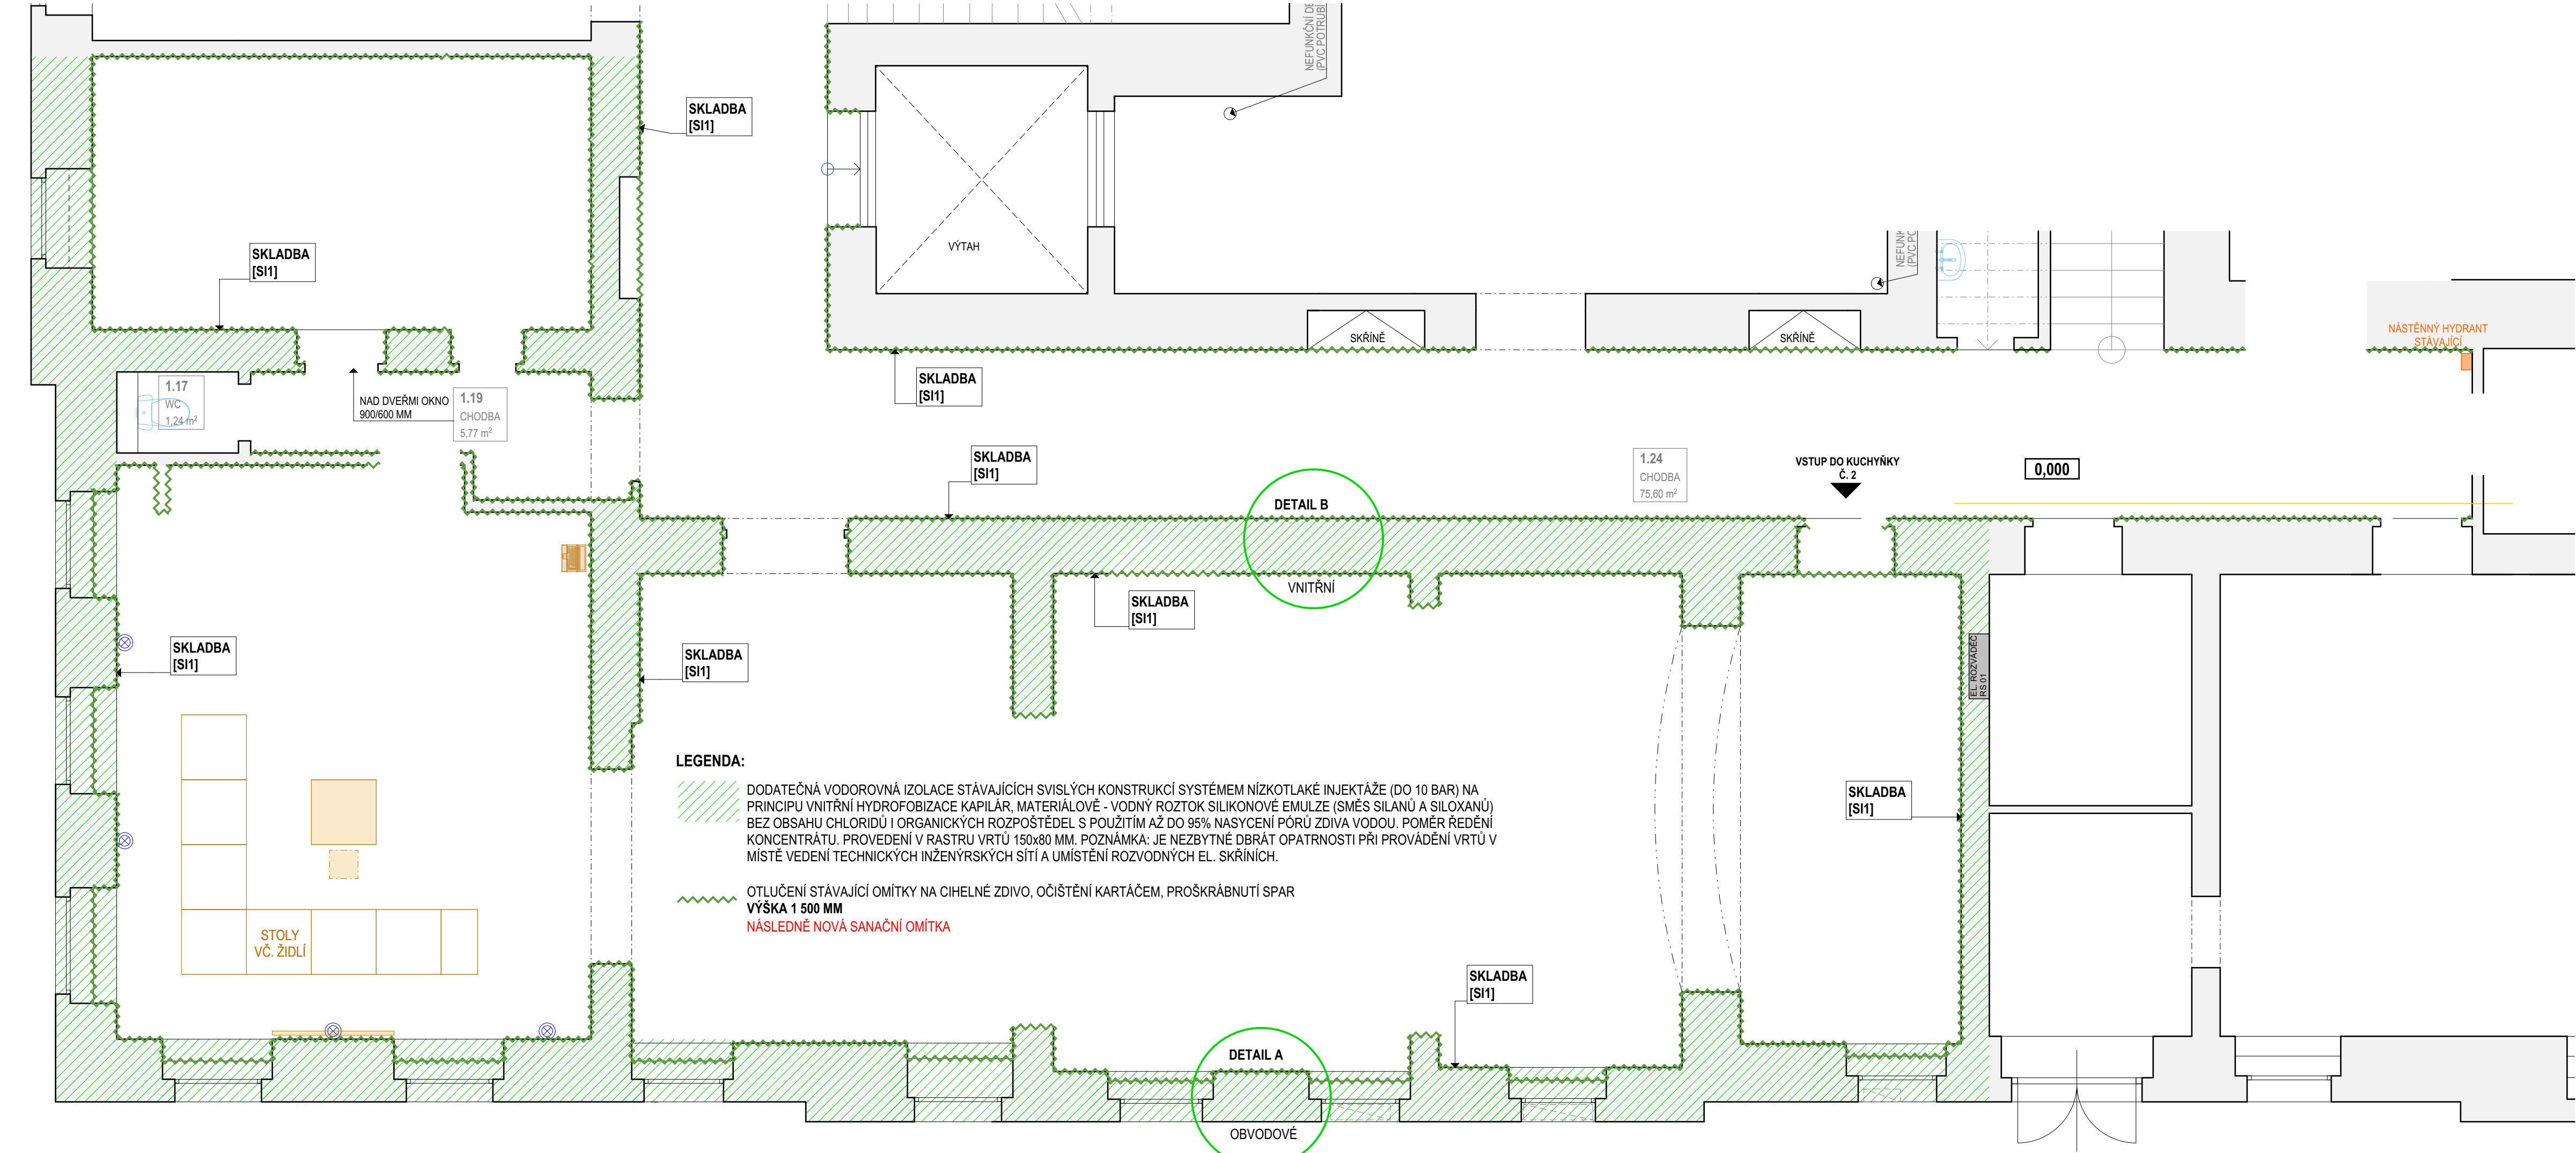 NEFUNKČNÍ
(PVC POTRUBÍ
SKLADBA
[SI1]
SKLADBA
[SI1]
VÝTAH
(PVC
SKŘÍNĚ
SKŘÍNĚ
NÁSTĚNNÝ HYDRANT
STÁVAJÍCÍ
SKLADBA
[SI1]
1.17
WC
1,24 m²
NAD DVEŘMI OKNO
900/600 MM
1.19
CHODBA
5,77 m²
SKLADBA
[SI1]
1.24
CHODBA
75,60 m²
VSTUP DO KUCHYŇKY
Č. 2
0,000
DETAIL B
VNITŘNÍ
SKLADBA
[SI1]
SKLADBA
[SI1]
SKLADBA
[SI1]
EL. ROZVADĚČ
RS 01
LEGENDA:
DODATEČNÁ VODOROVNÁ IZOLACE STÁVAJÍCÍCH SVISLÝCH KONSTRUKCÍ SYSTÉMEM NÍZKOTLAKÉ INJEKTÁŽE (DO 10 BAR) NA
PRINCIPU VNITŘNÍ HYDROFOBIZACE KAPILÁR, MATERIÁLOVĚ - VODNÝ ROZTOK SILIKONOVÉ EMULZE (SMĚS SILANŮ A SILOXANŮ)
BEZ OBSAHU CHLORIDŮ I ORGANICKÝCH ROZPOŠTĚDEL S POUŽITÍM AŽ DO 95% NASYCENÍ PÓRŮ ZDIVA VODOU. POMĚR ŘEDĚNÍ
KONCENTRÁTU. PROVEDENÍ V RASTRU VRTŮ 150x80 MM. POZNÁMKA: JE NEZBYTNÉ DBRÁT OPATRNOSTI PŘI PROVÁDĚNÍ VRTŮ V
MÍSTĚ VEDENÍ TECHNICKÝCH INŽENÝRSKÝCH SÍTÍ A UMÍSTĚNÍ ROZVODNÝCH EL. SKŘÍNÍCH.
SKLADBA
[SI1]
OTLUČENÍ STÁVAJÍCÍ OMÍTKY NA CIHELNÉ ZDIVO, OČIŠTĚNÍ KARTÁČEM, PROŠKRÁBNUTÍ SPAR
VÝŠKA 1 500 MM
NÁSLEDNĚ NOVÁ SANAČNÍ OMÍTKA
STOLY
VČ. ŽIDLÍ
SKLADBA
[SI1]
DETAIL A
OBVODOVÉ